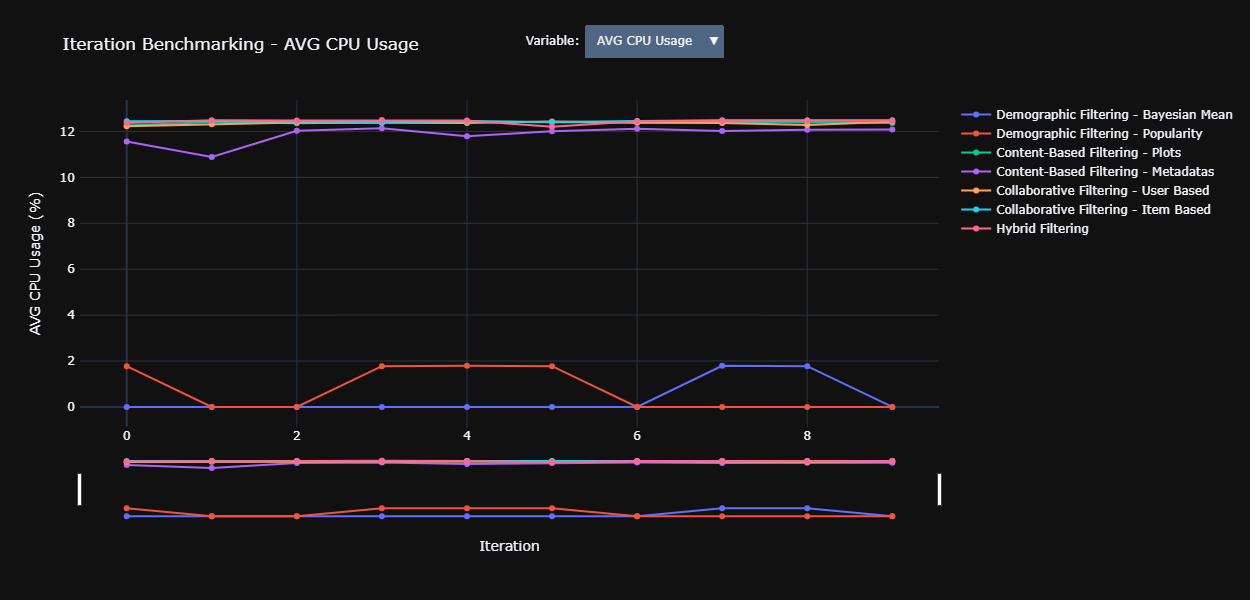 Iteration Benchmarking - AVG CPU Usage
Variable:
AVG CPU Usage
▼
AVG CPU Usage (%)
12
10
8
6
4
2
0
0
2
4
6
8
Iteration
Demographic Filtering - Bayesian Mean
Demographic Filtering - Popularity
Content-Based Filtering - Plots
Content-Based Filtering - Metadatas
Collaborative Filtering - User Based
Collaborative Filtering - Item Based
Hybrid Filtering